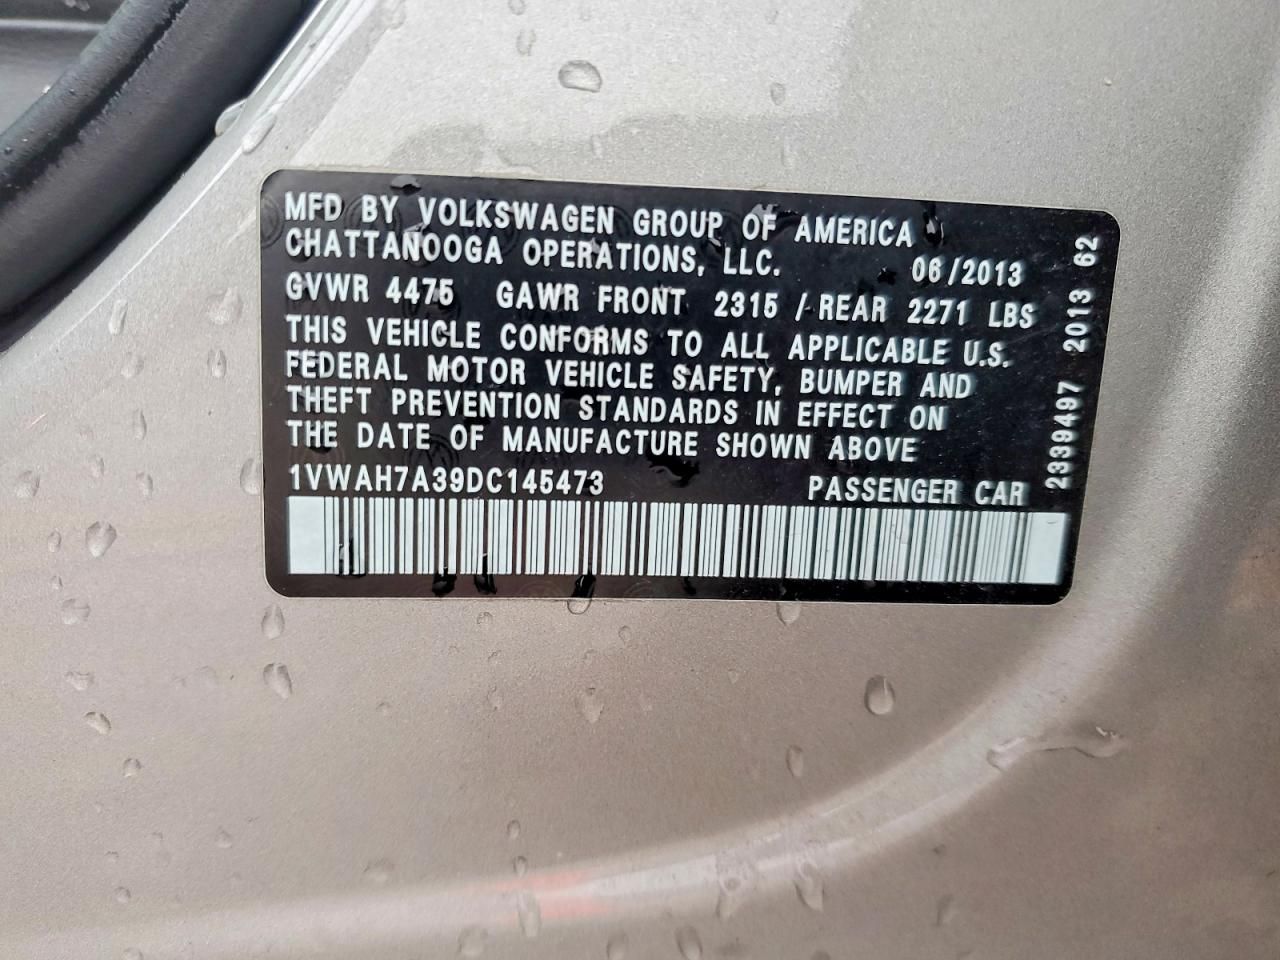 MFD BY VOLKSWAGEN GROUP OF AMERICA
CHATTANOOGA OPERATIONS, LLC. 06/2013
GVWR 4475 GAWR FRONT 2315 / REAR 2271 LBS
THIS VEHICLE CONFORMS TO ALL APPLICABLE U.S.
FEDERAL MOTOR VEHICLE SAFETY, BUMPER AND
THEFT PREVENTION STANDARDS IN EFFECT ON
THE DATE OF MANUFACTURE SHOWN ABOVE
1VWAH7A39DC145473 PASSENGER CAR
2339497 2013 62